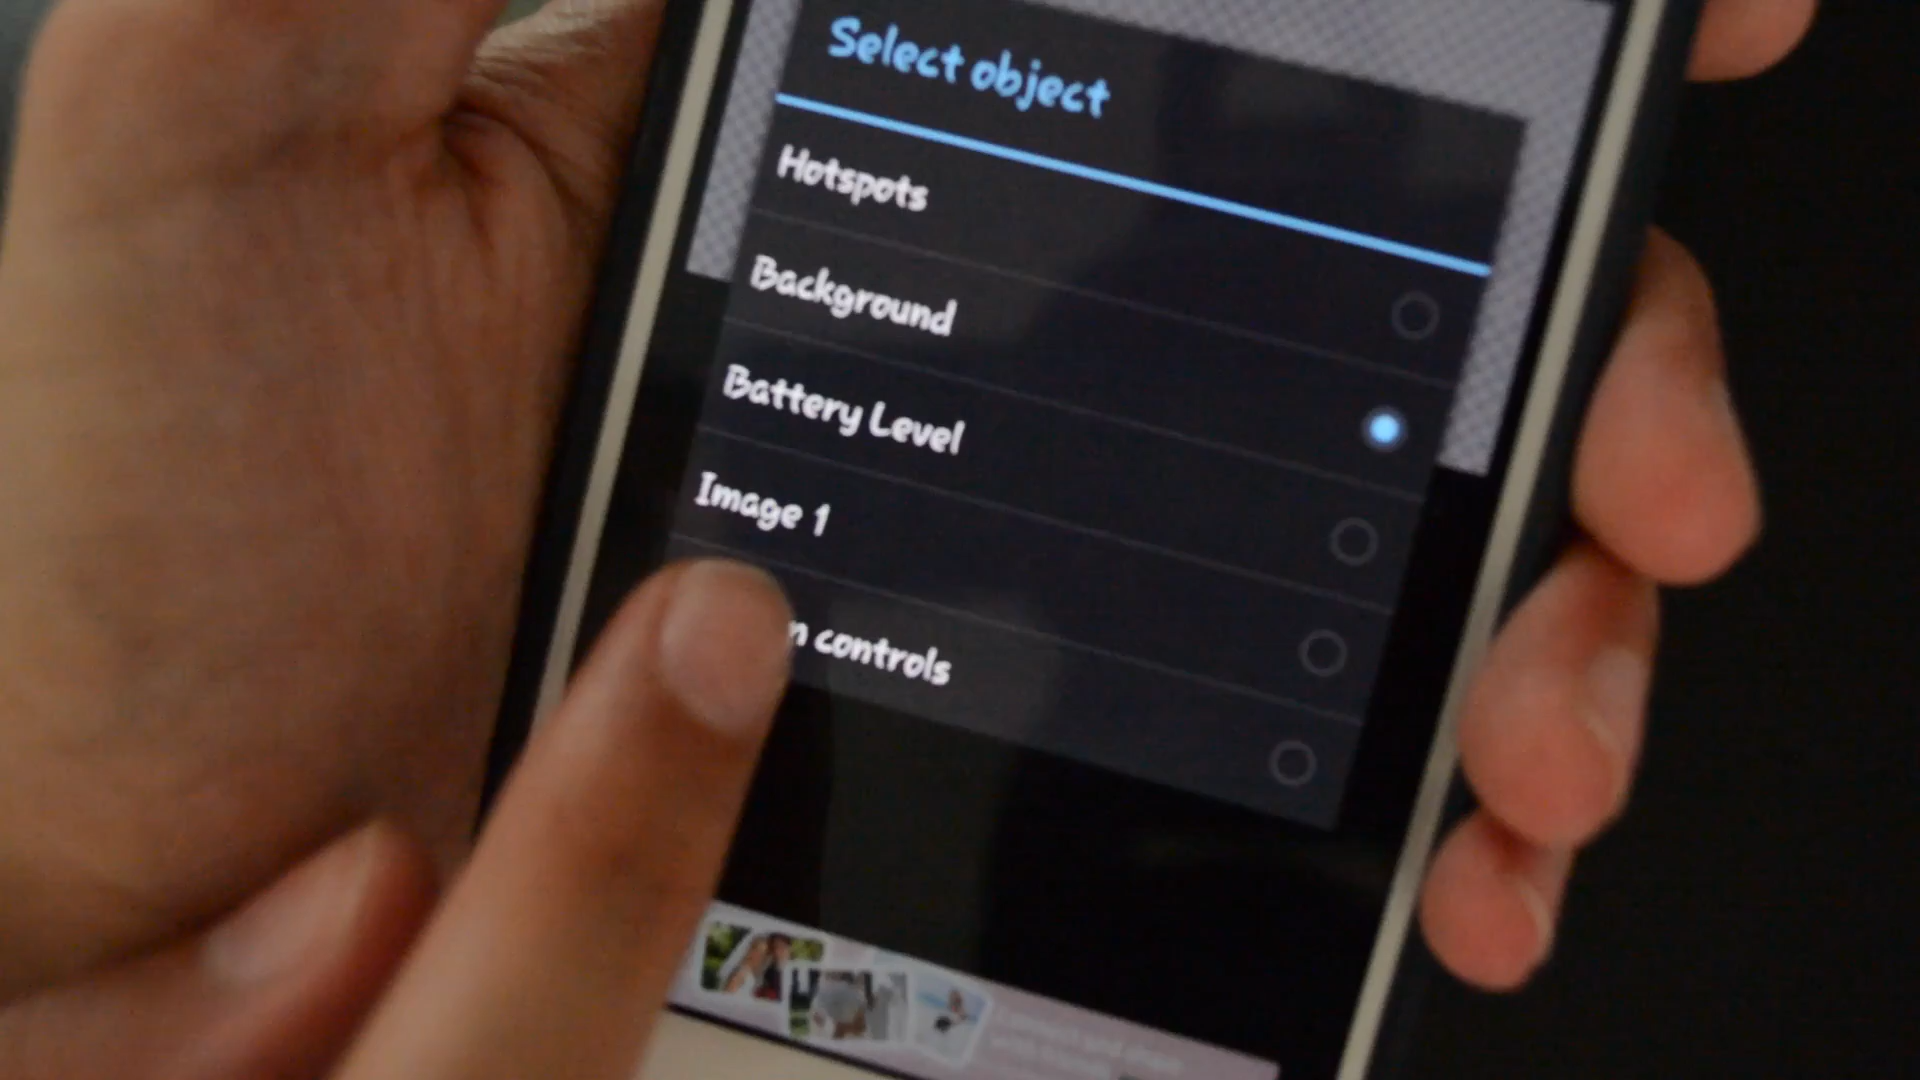 Select object
Hotspots
Background
Battery Level
Image 1
controls